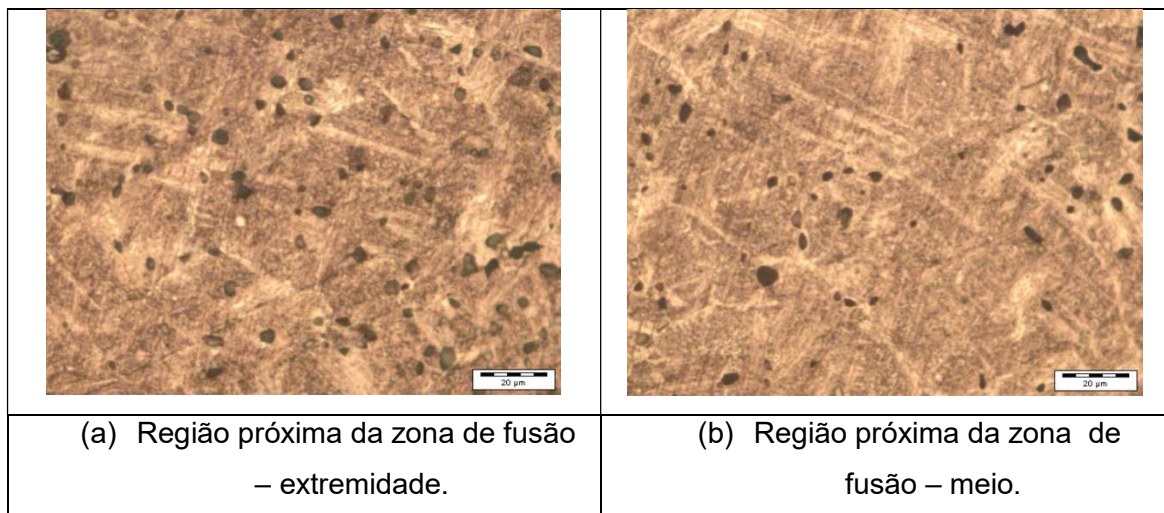 20 µm
20 µm
(a) Região próxima da zona de fusão
– extremidade.
(b) Região próxima da zona de
fusão – meio.